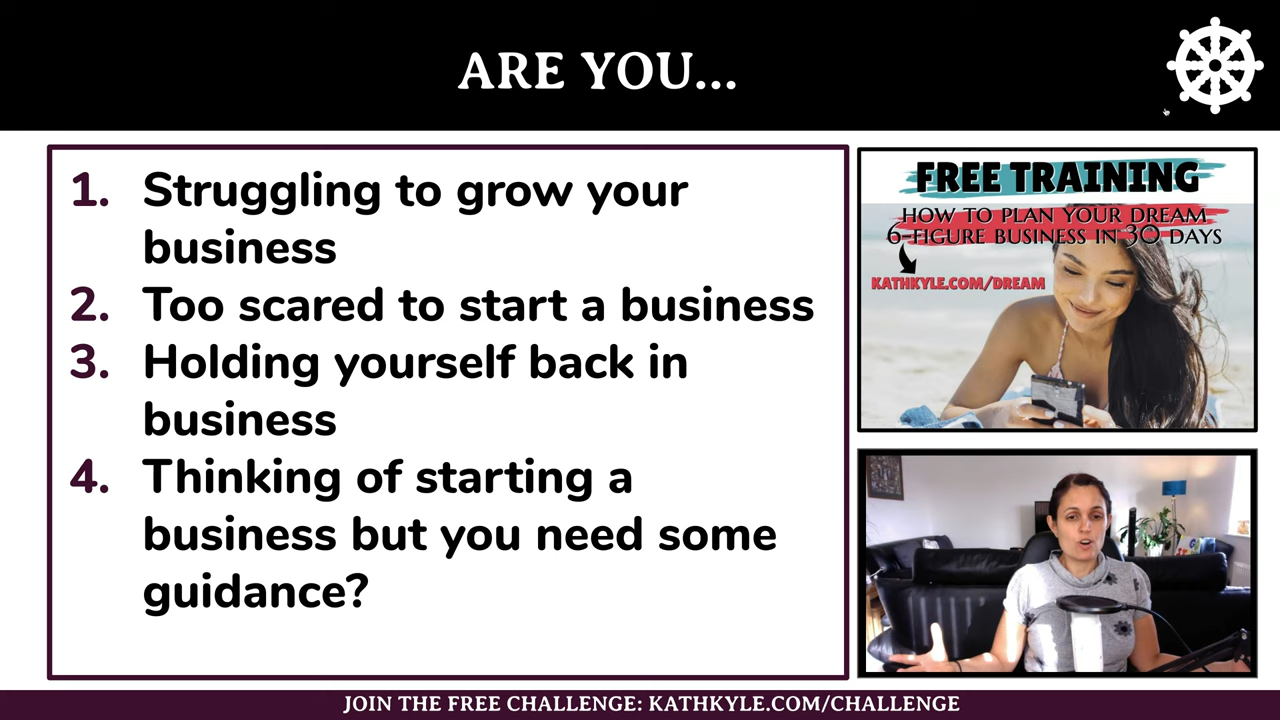 ARE YOU...
1. Struggling to grow your
business
2. Too scared to start a business
3. Holding yourself back in
business
4. Thinking of starting a
business but you need some
guidance?
FREE TRAINING
HOW TO PLAN YOUR DREAM
6-FIGURE BUSINESS IN 30 DAYS
KATHKYLE.COM/DREAM
JOIN THE FREE CHALLENGE: KATHKYLE.COM/CHALLENGE